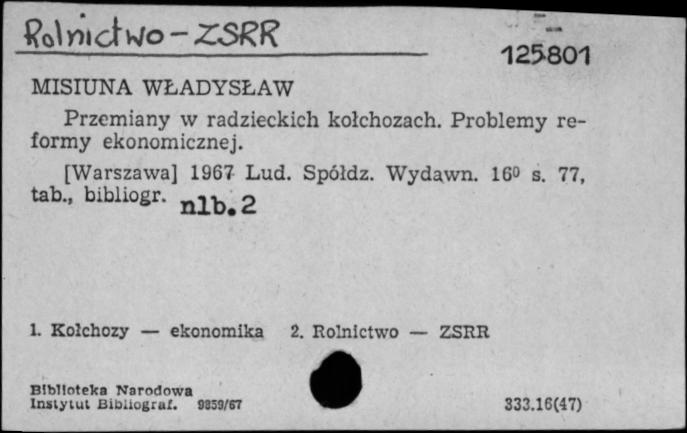 Rolnictwo – ZSRR
125801
MISIUNA WŁADYSŁAW
Przemiany w radzieckich kołchozach. Problemy re-
formy ekonomicznej.
[Warszawa] 1967 Lud. Spółdz. Wydawn. 16⁰ s. 77,
tab., bibliogr. nlb. 2
1. Kołchozy — ekonomika 2. Rolnictwo — ZSRR
Biblioteka Narodowa
Instytut Bibliograf. 9859/67
333.16(47)